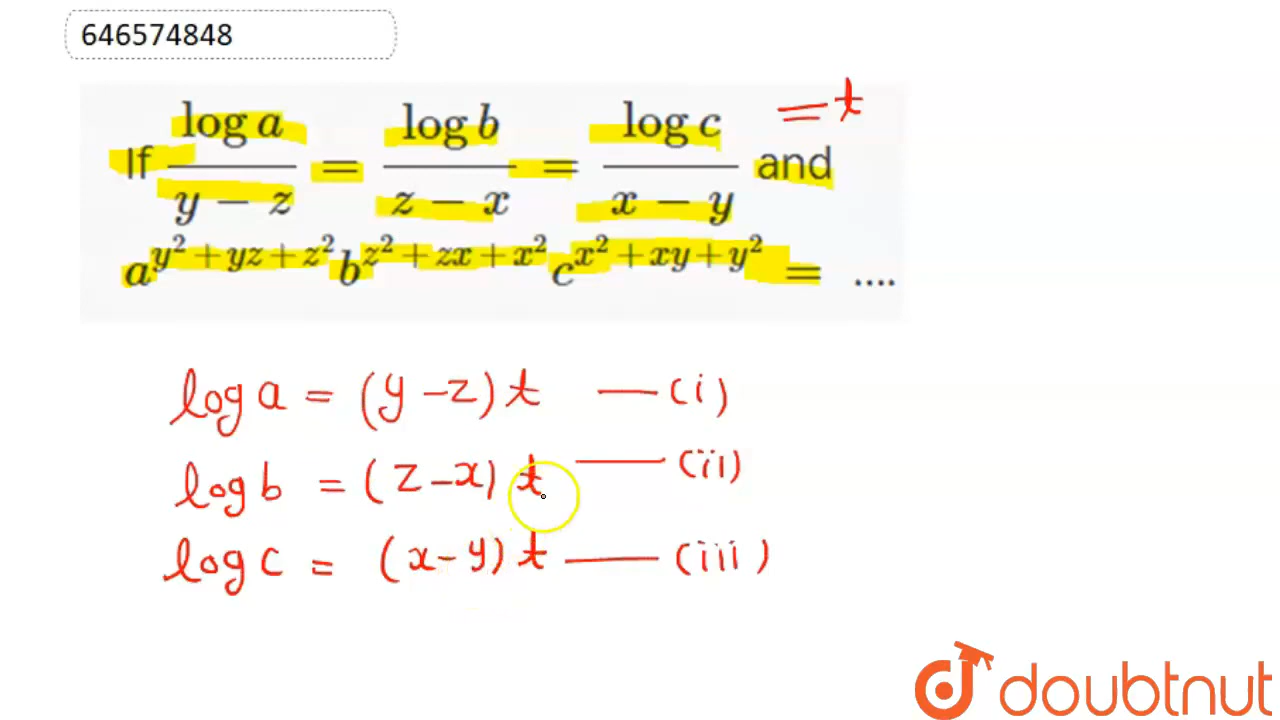 646574848
If log a / y − z = log b / z − x = log c / x − y and = t
a^{y² + yz + z²} b^{z² + zx + x²} c^{x² + xy + y²} = ....
log a = (y − z) t — (i)
log b = (z − x) t — (ii)
log c = (x − y) t — (iii)
doubtnut